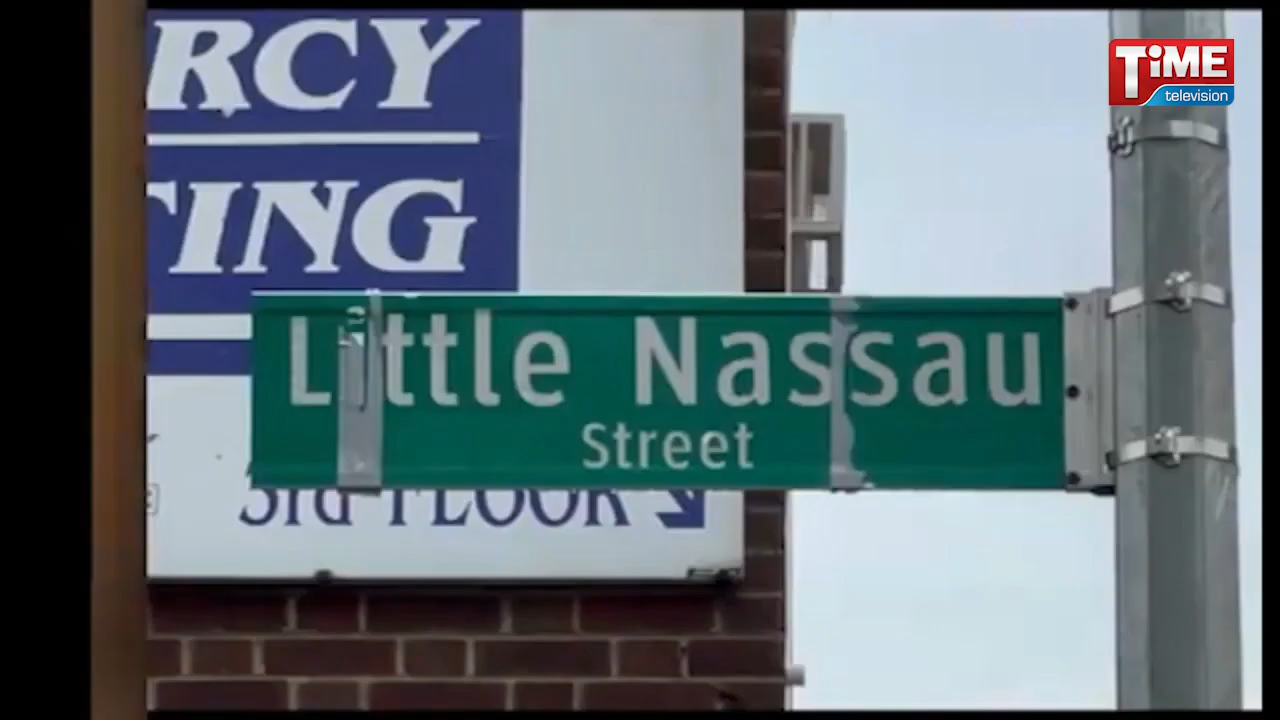 TiME
television
RCY
TING
Little Nassau
Street
3rd FLOOR